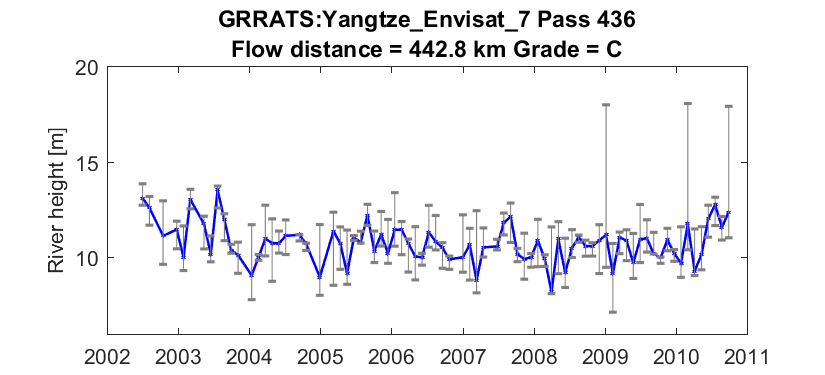 GRRATS:Yangtze_Envisat_7 Pass 436
Flow distance = 442.8 km Grade = C
20
15
10
River height [m]
2002 2003 2004 2005 2006 2007 2008 2009 2010 2011